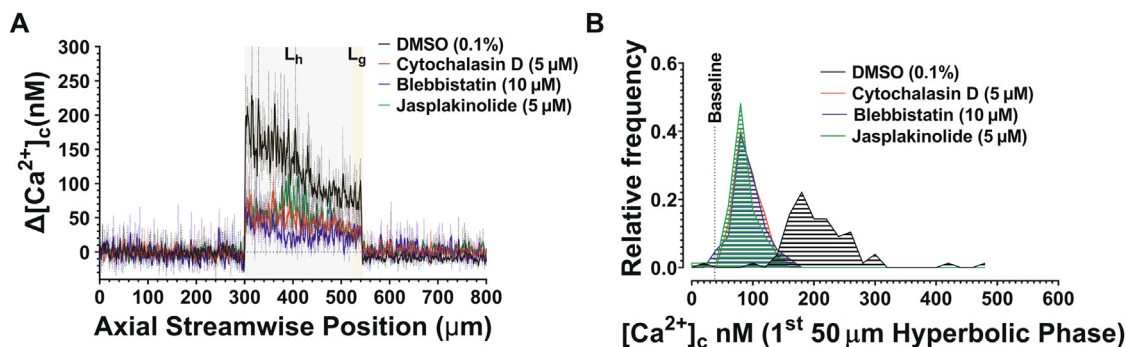 A
300
250
200
150
100
50
0
Δ[Ca²⁺]c(nM)
Lh
Lg
DMSO (0.1%)
Cytochalasin D (5 µM)
Blebbistatin (10 µM)
Jasplakinolide (5 µM)
0 100 200 300 400 500 600 700 800
Axial Streamwise Position (µm)
B
0.6
0.4
0.2
0.0
Relative frequency
Baseline
DMSO (0.1%)
Cytochalasin D (5 µM)
Blebbistatin (10 µM)
Jasplakinolide (5 µM)
0 100 200 300 400 500 600
[Ca²⁺]c nM (1ˢᵗ 50 µm Hyperbolic Phase)